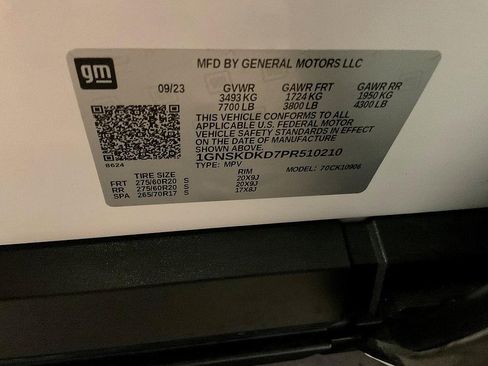 gm
MFD BY GENERAL MOTORS LLC
09/23 GVWR GAWR FRT GAWR RR
3493 KG 1724 KG 1950 KG
7700 LB 3800 LB 4300 LB
THIS VEHICLE CONFORMS TO ALL
APPLICABLE U.S. FEDERAL MOTOR
VEHICLE SAFETY STANDARDS IN EFFECT
ON THE DATE OF MANUFACTURE
SHOWN ABOVE.
1GNSKDKD7PR510210
TYPE: MPV MODEL: 70CK10906
8624
TIRE SIZE RIM
FRT 275/60R20 S 20X9J
RR 275/60R20 S 20X9J
SPA 265/70R17 S 17X8J